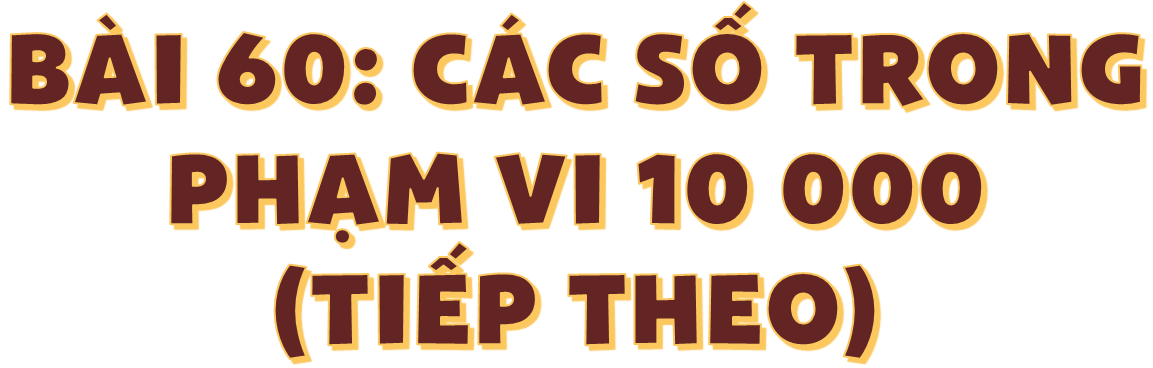 BÀI 60: CÁC SỐ TRONG
PHẠM VI 10 000
(TIẾP THEO)